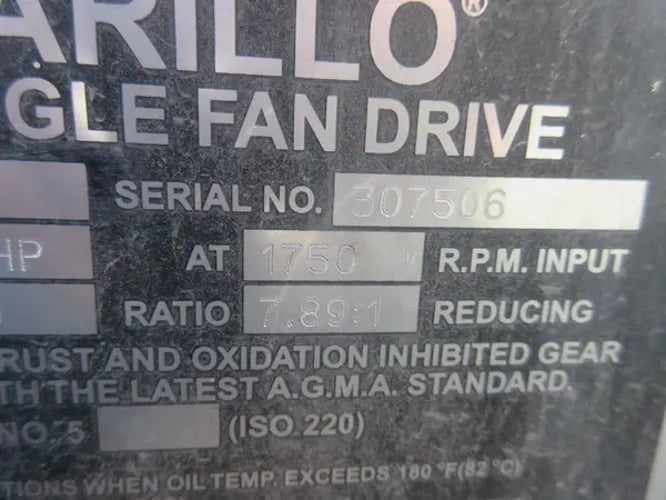 ARILLO®
GLE FAN DRIVE
SERIAL NO. 307506
HP AT 1750 R.P.M. INPUT
RATIO 7.89:1 REDUCING
RUST AND OXIDATION INHIBITED GEAR
TH THE LATEST A.G.M.A. STANDARD.
NO. 5 (ISO 220)
TIONS WHEN OIL TEMP. EXCEEDS 180 °F(82 °C)